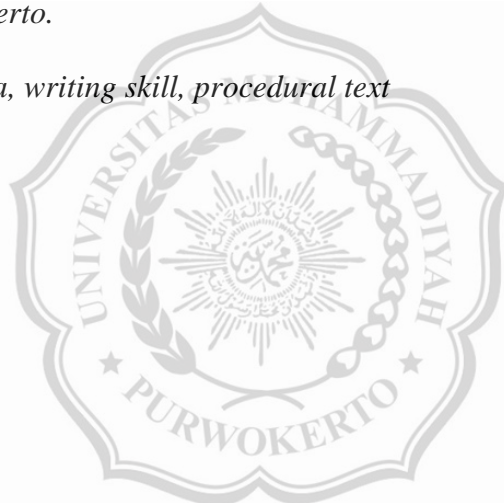 erto.
a, writing skill, procedural text
UNIVERSITAS MUHAMMADIYAH
PURWOKERTO